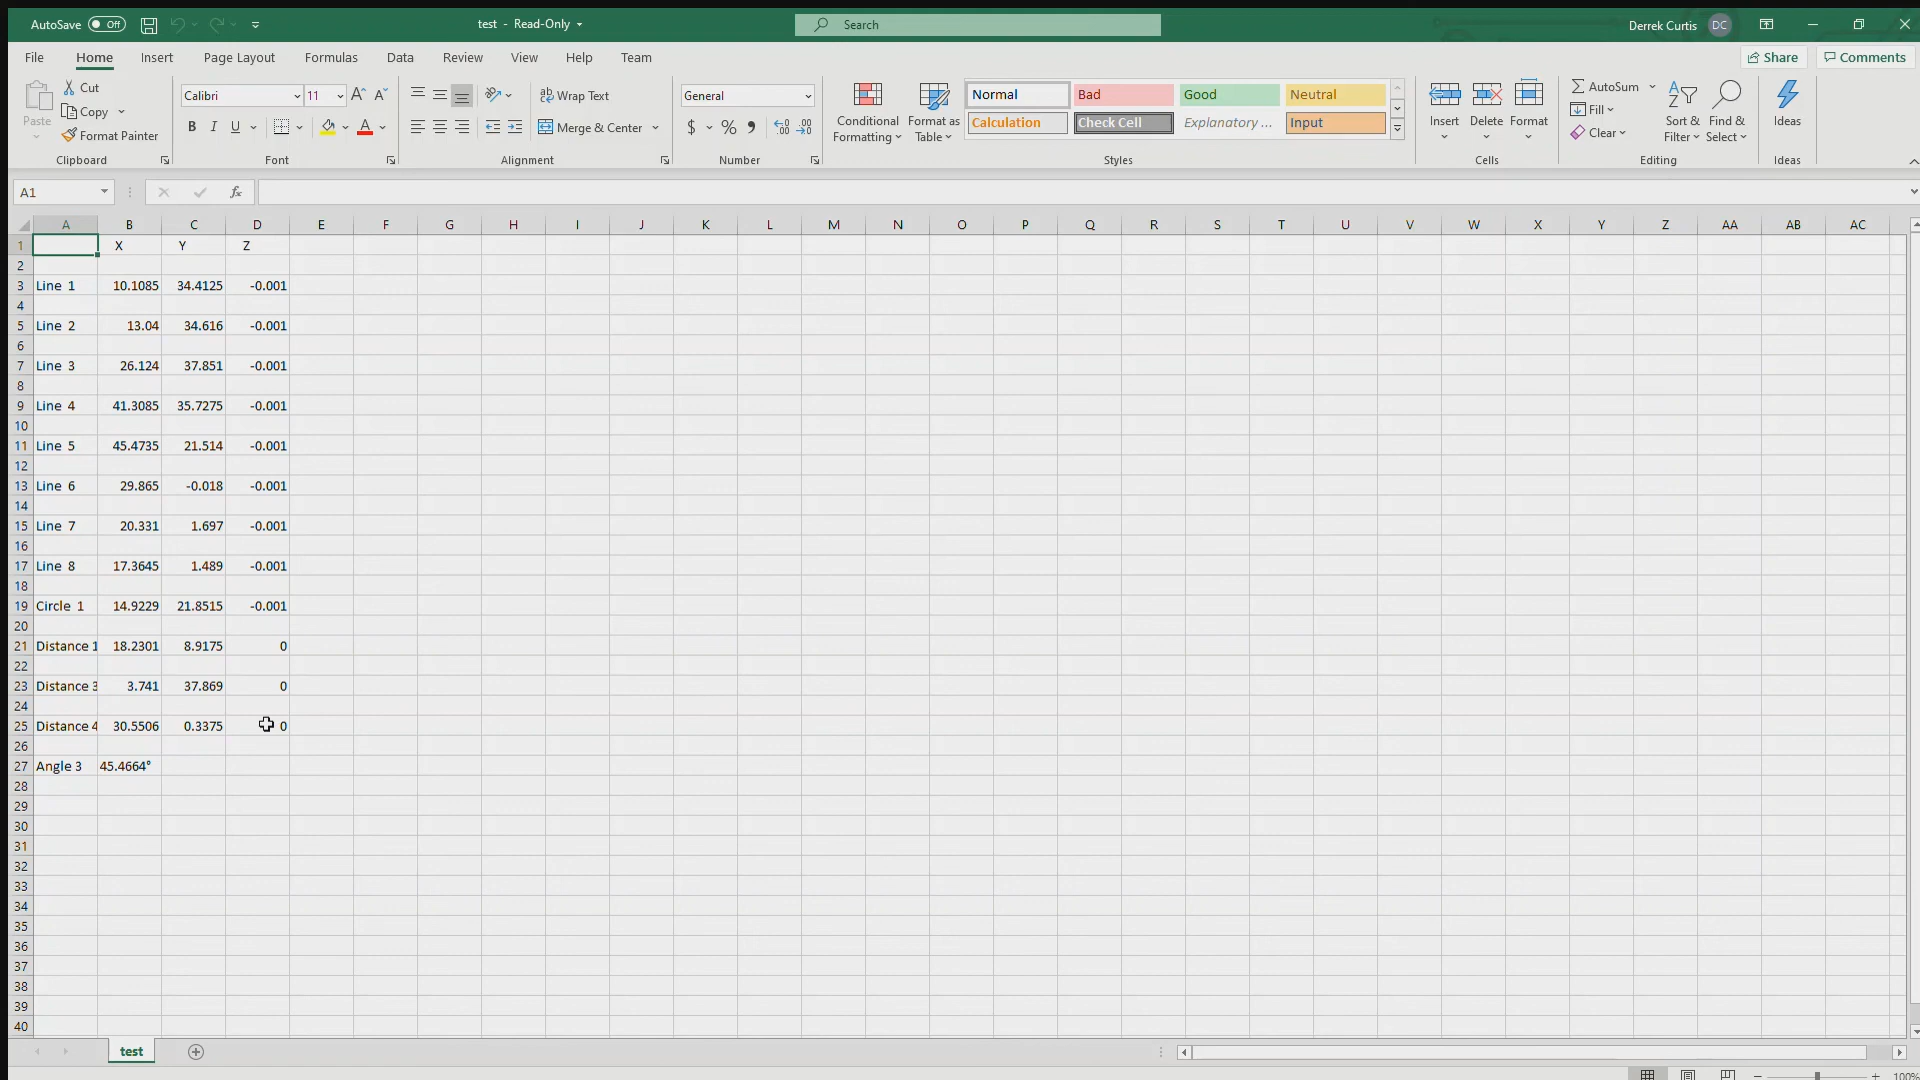 AutoSave Off test - Read-Only Search Derrek Curtis DC
File Home Insert Page Layout Formulas Data Review View Help Team Share Comments
Paste Cut Copy Format Painter Clipboard
Calibri 11 B I U A Font
ab Wrap Text Merge & Center Alignment
General $ % Number
Conditional Formatting Format as Table
Normal Bad Good Neutral
Calculation Check Cell Explanatory ... Input
Styles
Insert Delete Format Cells
AutoSum Fill Clear Sort & Filter Find & Select Editing
Ideas Ideas
A1 fx
A B C D E F G H I J K L M N O P Q R S T U V W X Y Z AA AB AC
1 X Y Z
2
3 Line 1 10.1085 34.4125 -0.001
4
5 Line 2 13.04 34.616 -0.001
6
7 Line 3 26.124 37.851 -0.001
8
9 Line 4 41.3085 35.7275 -0.001
10
11 Line 5 45.4735 21.514 -0.001
12
13 Line 6 29.865 -0.018 -0.001
14
15 Line 7 20.331 1.697 -0.001
16
17 Line 8 17.3645 1.489 -0.001
18
19 Circle 1 14.9229 21.8515 -0.001
20
21 Distance 1 18.2301 8.9175 0
22
23 Distance 3 3.741 37.869 0
24
25 Distance 4 30.5506 0.3375 0
26
27 Angle 3 45.4664°
28
29
30
31
32
33
34
35
36
37
38
39
40
test
100%